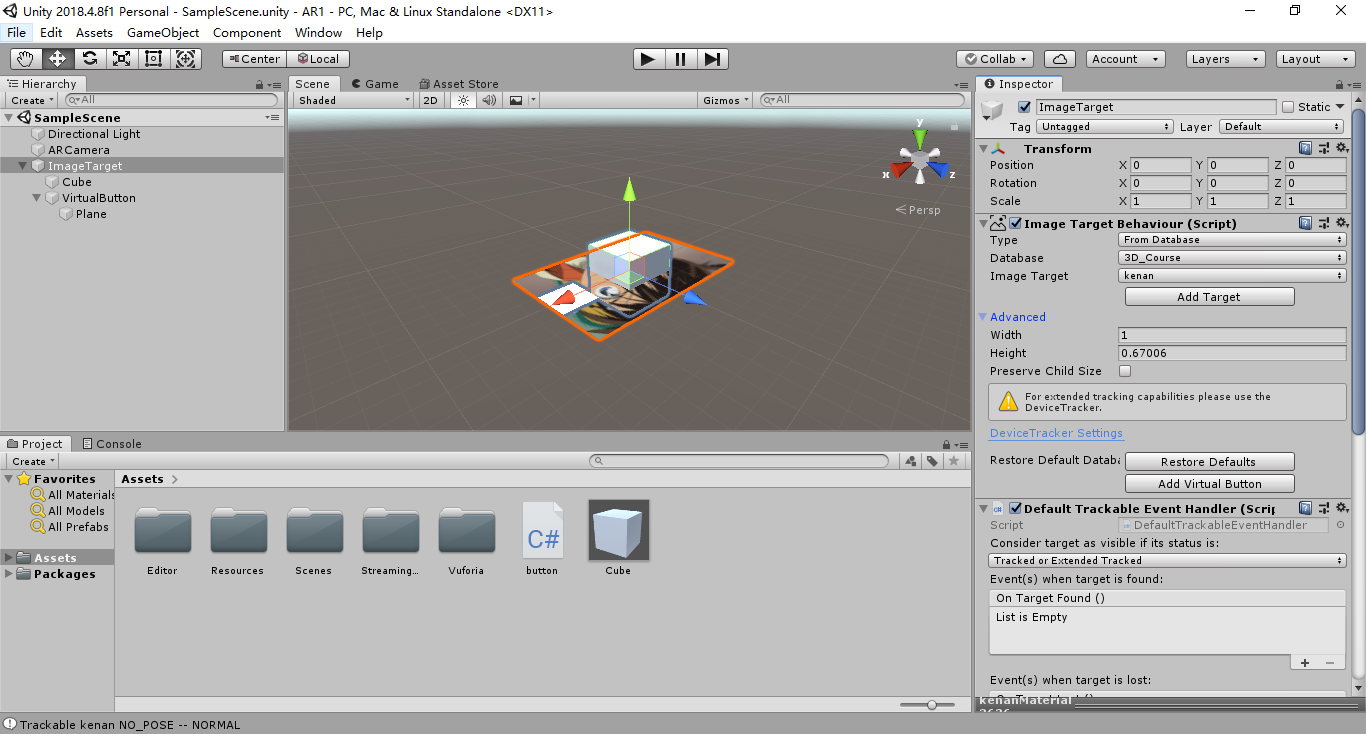 Unity 2018.4.8f1 Personal - SampleScene.unity - AR1 - PC, Mac & Linux Standalone <DX11>
File Edit Assets GameObject Component Window Help
Center Local Collab Account Layers Layout
Hierarchy
Create All
SampleScene
Directional Light
ARCamera
ImageTarget
Cube
VirtualButton
Plane
Scene Game Asset Store
Shaded 2D Gizmos All
y
x z
Persp
Inspector
ImageTarget Static
Tag Untagged Layer Default
Transform
Position X 0 Y 0 Z 0
Rotation X 0 Y 0 Z 0
Scale X 1 Y 1 Z 1
Image Target Behaviour (Script)
Type From Database
Database 3D_Course
Image Target kenan
Add Target
Advanced
Width 1
Height 0.67006
Preserve Child Size
For extended tracking capabilities please use the
DeviceTracker.
DeviceTracker Settings
Restore Default Databa Restore Defaults
Add Virtual Button
Default Trackable Event Handler (Scrip
Script DefaultTrackableEventHandler
Consider target as visible if its status is:
Tracked or Extended Tracked
Event(s) when target is found:
On Target Found ()
List is Empty
Event(s) when target is lost:
kenanMaterial
Project Console
Create
Favorites
All Materials
All Models
All Prefabs
Assets
Packages
Assets
C#
Editor Resources Scenes Streaming... Vuforia button Cube
Trackable kenan NO_POSE -- NORMAL